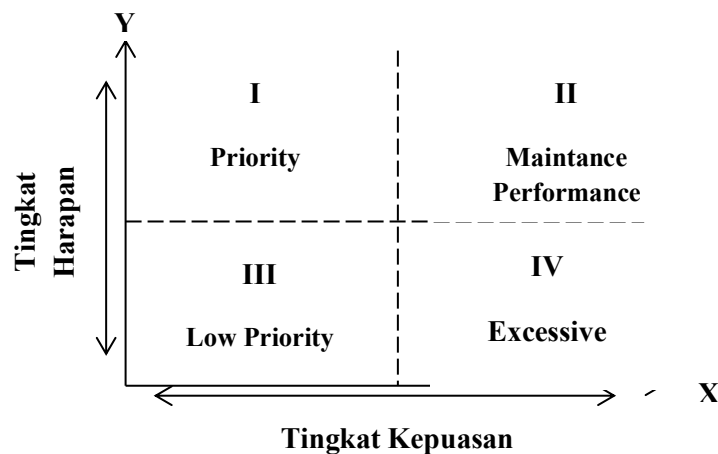 Y
I
II
Priority
Maintance
Performance
Tingkat
Harapan
III
IV
Low Priority
Excessive
X
Tingkat Kepuasan